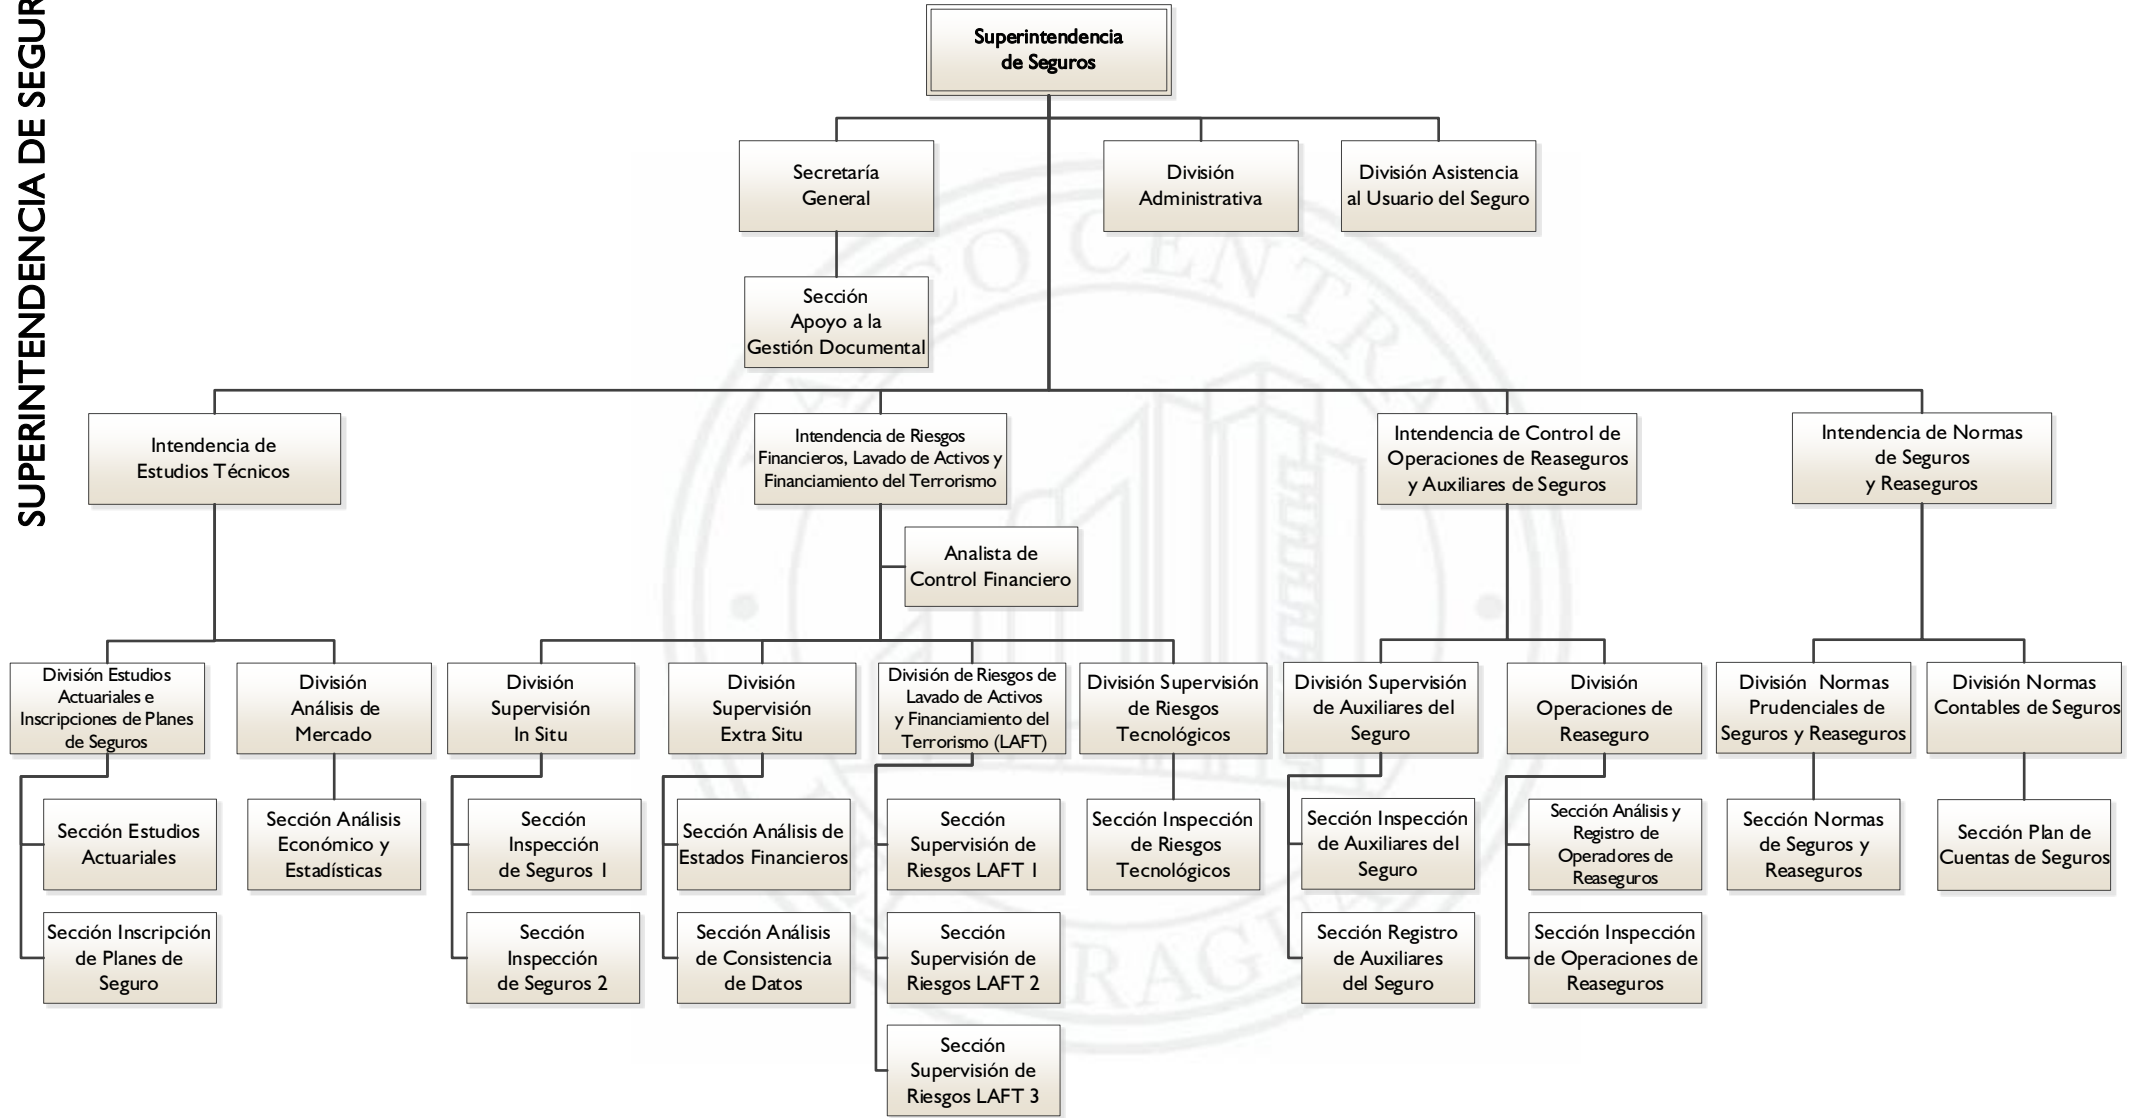 SUPERINTENDENCIA DE SEGUR
Superintendencia
de Seguros
Secretaría
General
División
Administrativa
División Asistencia
al Usuario del Seguro
Sección
Apoyo a la
Gestión Documental
Intendencia de
Estudios Técnicos
Intendencia de Riesgos
Financieros, Lavado de Activos y
Financiamiento del Terrorismo
Intendencia de Control de
Operaciones de Reaseguros
y Auxiliares de Seguros
Intendencia de Normas
de Seguros
y Reaseguros
Analista de
Control Financiero
División Estudios
Actuariales e
Inscripciones de Planes
de Seguros
División
Análisis de
Mercado
División
Supervisión
In Situ
División
Supervisión
Extra Situ
División de Riesgos de
Lavado de Activos
y Financiamiento del
Terrorismo (LAFT)
División Supervisión
de Riesgos
Tecnológicos
División Supervisión
de Auxiliares del
Seguro
División
Operaciones de
Reaseguro
División Normas
Prudenciales de
Seguros y Reaseguros
División Normas
Contables de Seguros
Sección Estudios
Actuariales
Sección Análisis
Económico y
Estadísticas
Sección
Inspección
de Seguros 1
Sección Análisis de
Estados Financieros
Sección
Supervisión de
Riesgos LAFT 1
Sección Inspección
de Riesgos
Tecnológicos
Sección Inspección
de Auxiliares del
Seguro
Sección Análisis y
Registro de
Operadores de
Reaseguros
Sección Normas
de Seguros y
Reaseguros
Sección Plan de
Cuentas de Seguros
Sección Inscripción
de Planes de
Seguro
Sección
Inspección
de Seguros 2
Sección Análisis
de Consistencia
de Datos
Sección
Supervisión de
Riesgos LAFT 2
Sección Registro
de Auxiliares
del Seguro
Sección Inspección
de Operaciones de
Reaseguros
Sección
Supervisión de
Riesgos LAFT 3